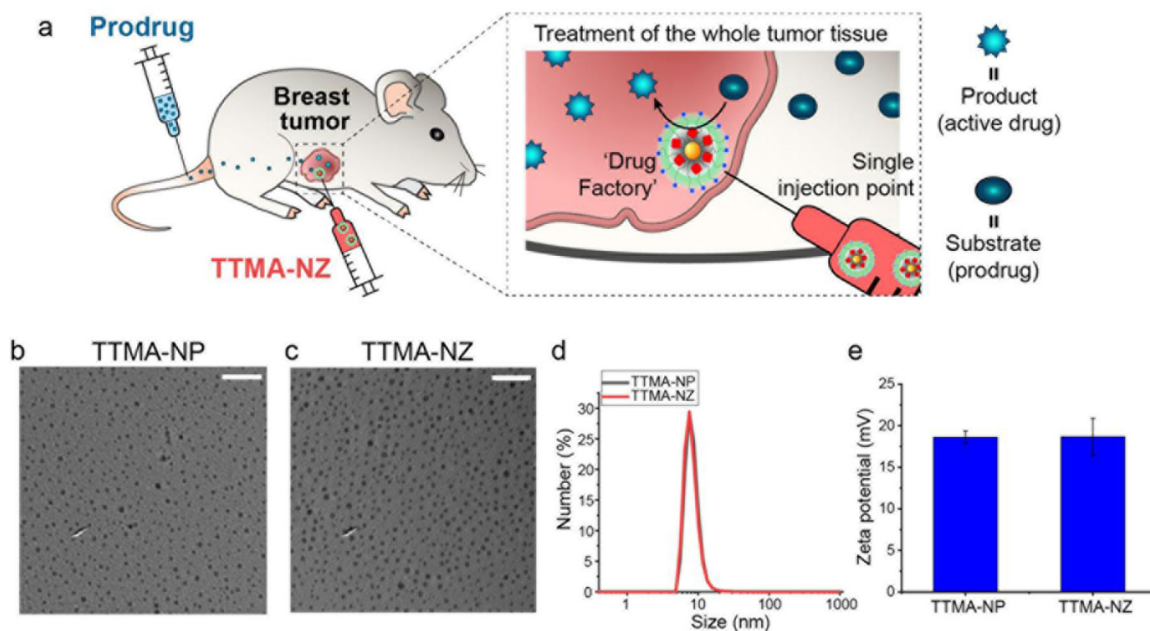 a
Prodrug
Breast
tumor
TTMA-NZ
Treatment of the whole tumor tissue
'Drug
Factory'
Single
injection point
=
Product
(active drug)
=
Substrate
(prodrug)
b
TTMA-NP
c
TTMA-NZ
d
TTMA-NP
TTMA-NZ
Number (%)
30
25
20
15
10
5
0
1
10
100
1000
Size (nm)
e
Zeta potential (mV)
25
20
15
10
5
0
TTMA-NP
TTMA-NZ